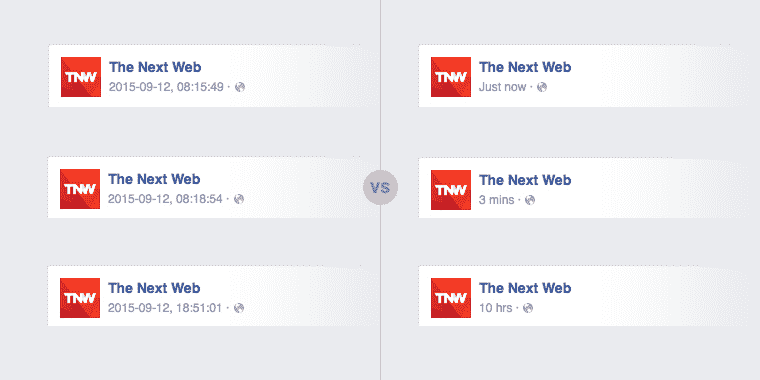 TNW
The Next Web
2015-09-12, 08:15:49 ·
TNW
The Next Web
2015-09-12, 08:18:54 ·
TNW
The Next Web
2015-09-12, 18:51:01 ·
VS
TNW
The Next Web
Just now ·
TNW
The Next Web
3 mins ·
TNW
The Next Web
10 hrs ·